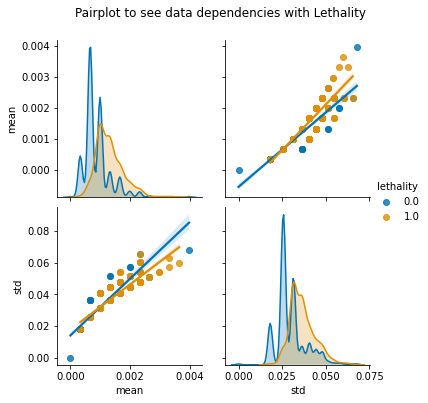 Pairplot to see data dependencies with Lethality
0.004
0.003
0.002
0.001
0.000
mean
mean
lethality
0.0
1.0
0.08
0.06
0.04
0.02
0.00
std
std
0.000 0.002 0.004
mean
0.000 0.025 0.050 0.075
std